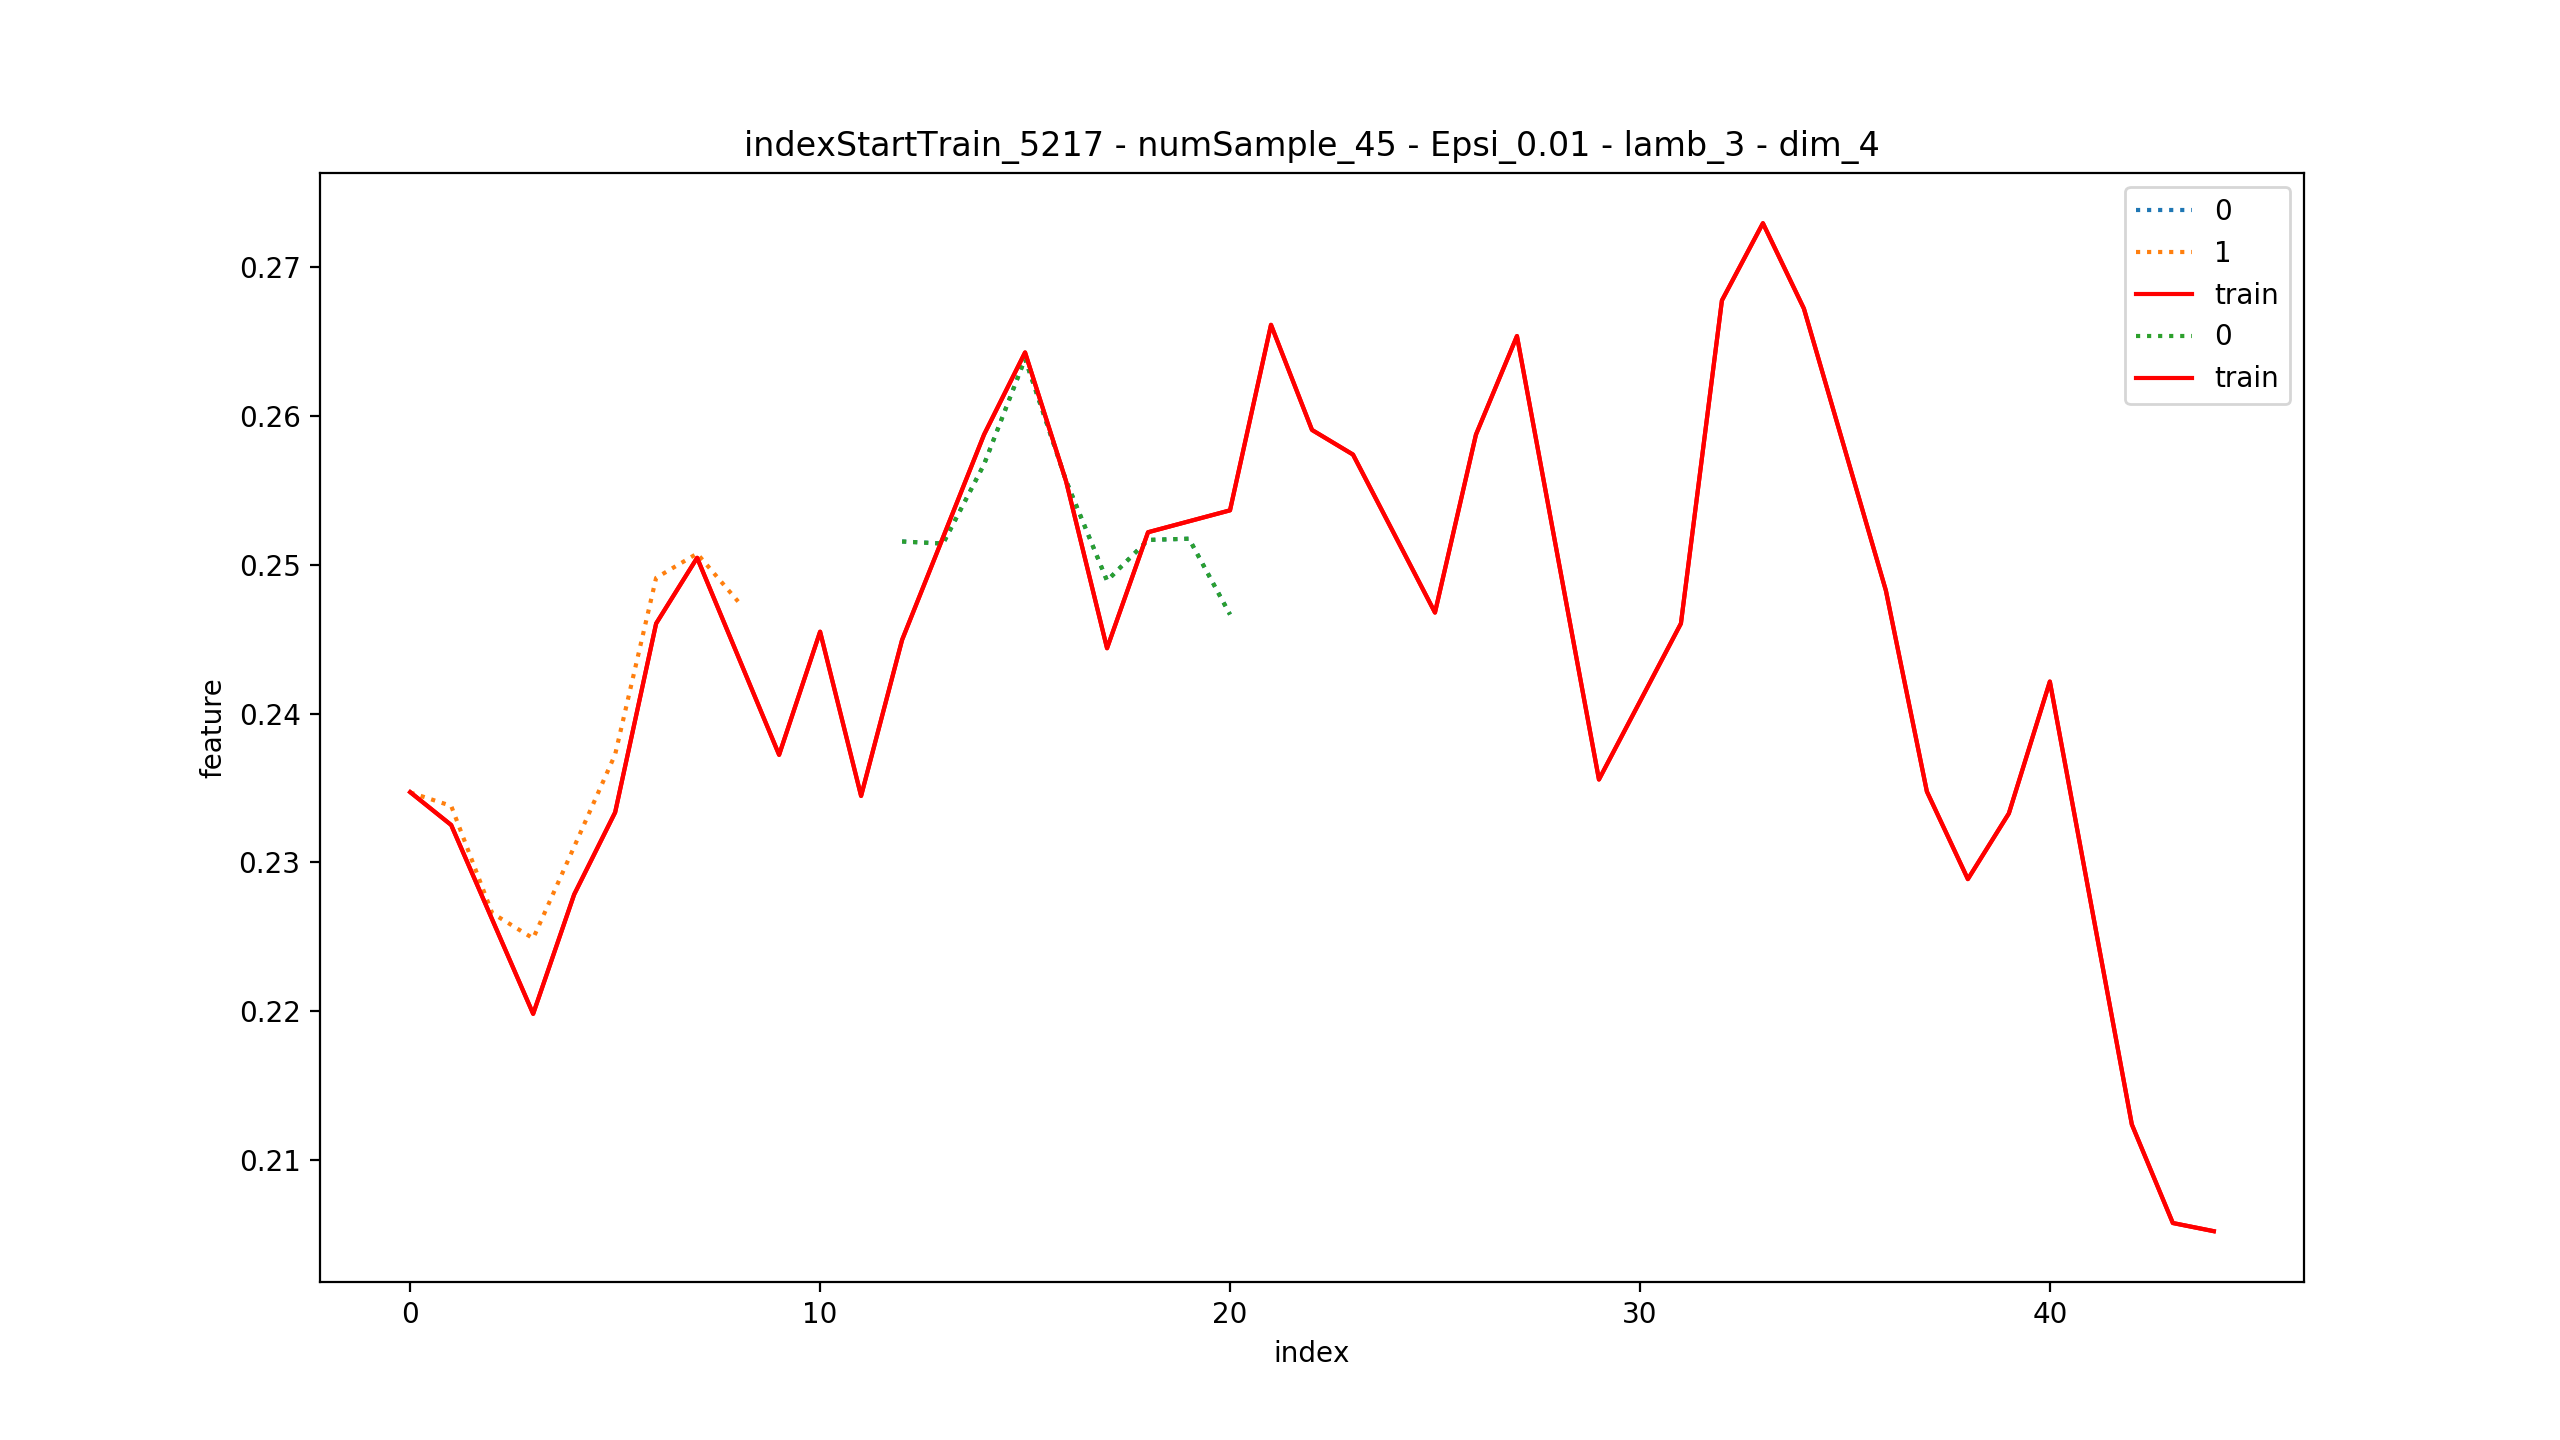 indexStartTrain_5217 - numSample_45 - Epsi_0.01 - lamb_3 - dim_4
0
1
train
0
train
0.27
0.26
0.25
0.24
0.23
0.22
0.21
feature
0 10 20 30 40
index